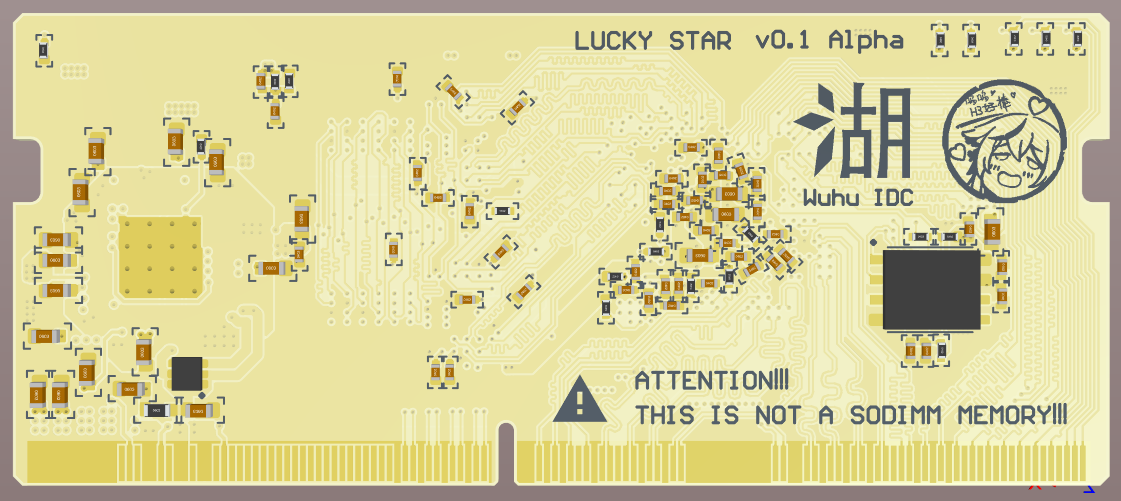 LUCKY STAR v0.1 Alpha
湖
Wuhu IDC
ATTENTION!!!
THIS IS NOT A SODIMM MEMORY!!!